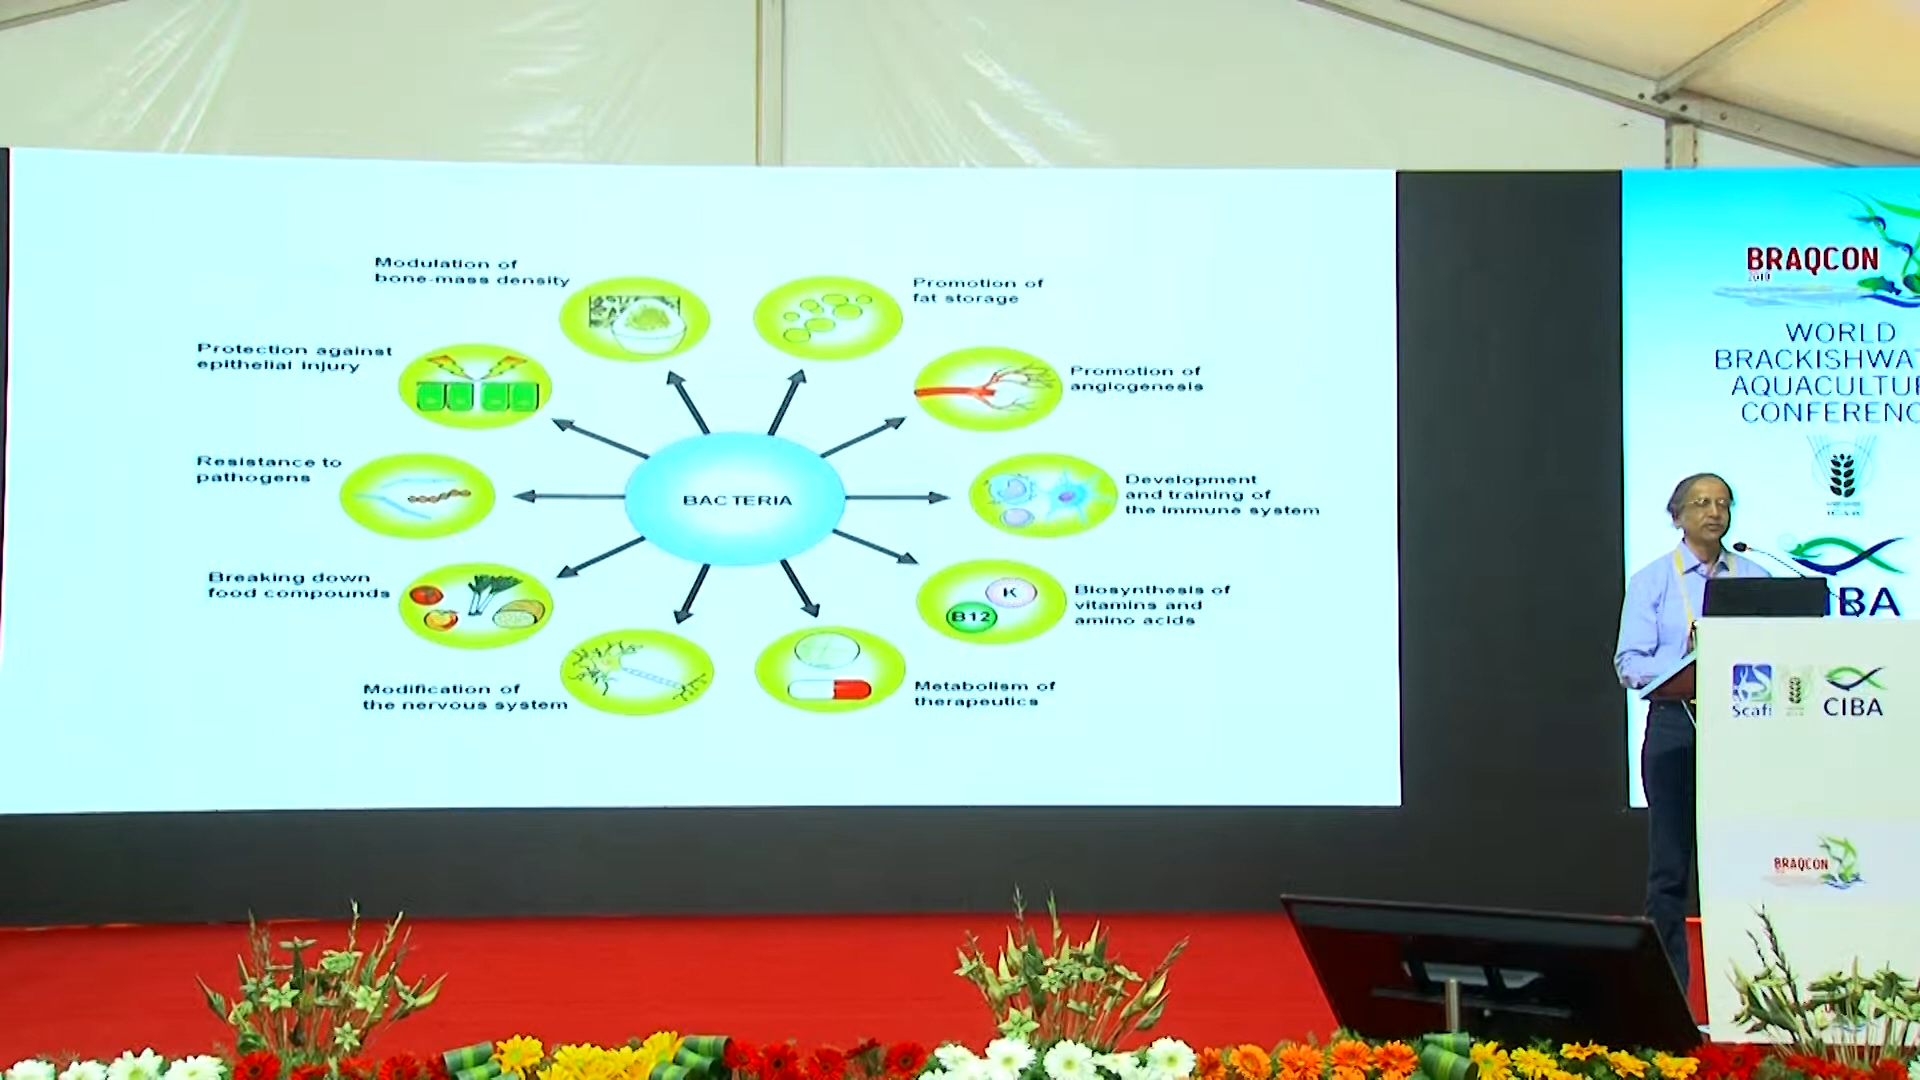 Modulation of
bone-mass density
Promotion of
fat storage
Protection against
epithelial injury
Promotion of
angiogenesis
Resistance to
pathogens
BACTERIA
Development
and training of
the immune system
Breaking down
food compounds
K
B12
Biosynthesis of
vitamins and
amino acids
Modification of
the nervous system
Metabolism of
therapeutics
BRAQCON
2019
WORLD
BRACKISHWAT
AQUACULTU
CONFERENC
IBA
Scafi
CIBA
BRAQCON